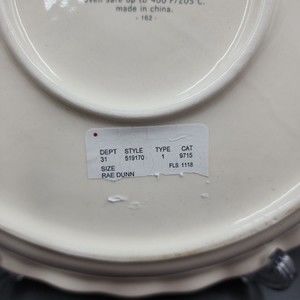 oven safe up to 400°F/205°C.
made in china.
- 162 -
DEPT STYLE TYPE CAT
31 519170 1 9715
SIZE FLS 1118
RAE DUNN